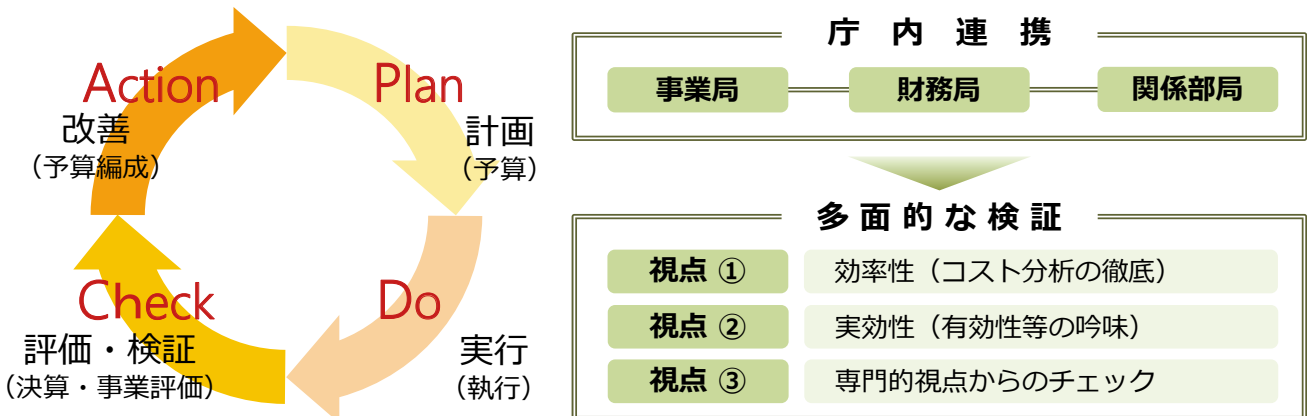 Action
改善
（予算編成）
Plan
計画
（予算）
Check
評価・検証
（決算・事業評価）
Do
実行
（執行）
庁内連携
事業局
財務局
関係部局
多面的な検証
視点 ①
効率性（コスト分析の徹底）
視点 ②
実効性（有効性等の吟味）
視点 ③
専門的視点からのチェック